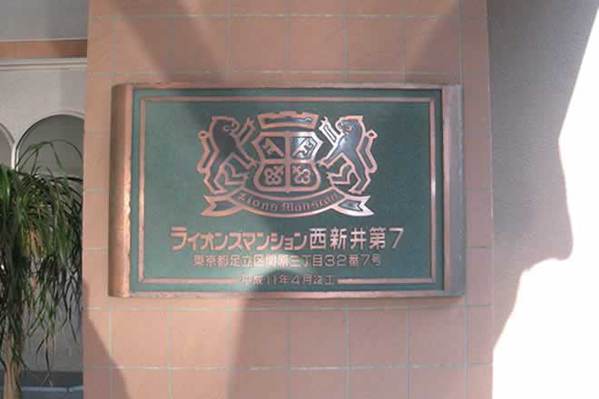 Lions Mansion
ライオンズマンション西新井第7
東京都足立区関原三丁目32番7号
平成11年4月竣工